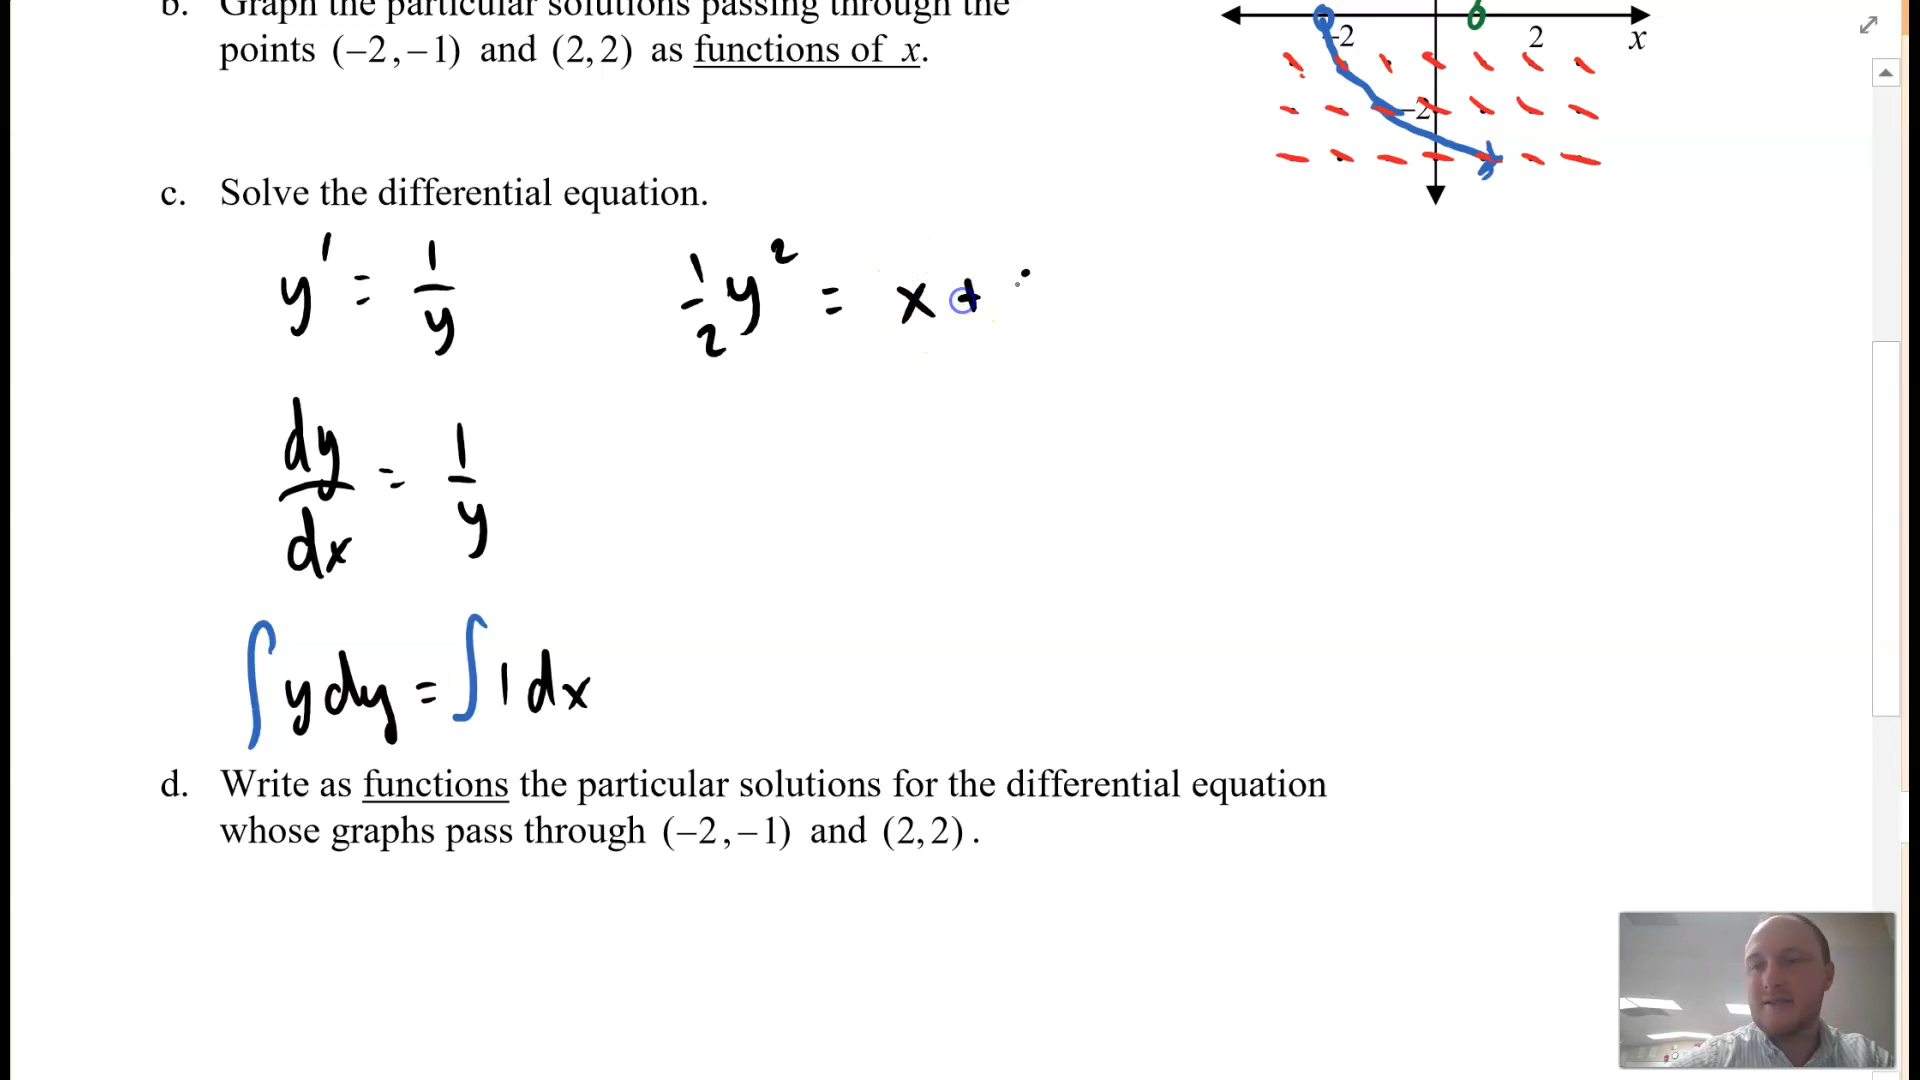 b. Graph the particular solutions passing through the
points (−2,−1) and (2,2) as functions of x.
−2
2
x
−2
c. Solve the differential equation.
y' = 1/y
1/2 y² = x +
dy/dx = 1/y
∫ y dy = ∫ 1 dx
d. Write as functions the particular solutions for the differential equation
whose graphs pass through (−2,−1) and (2,2).